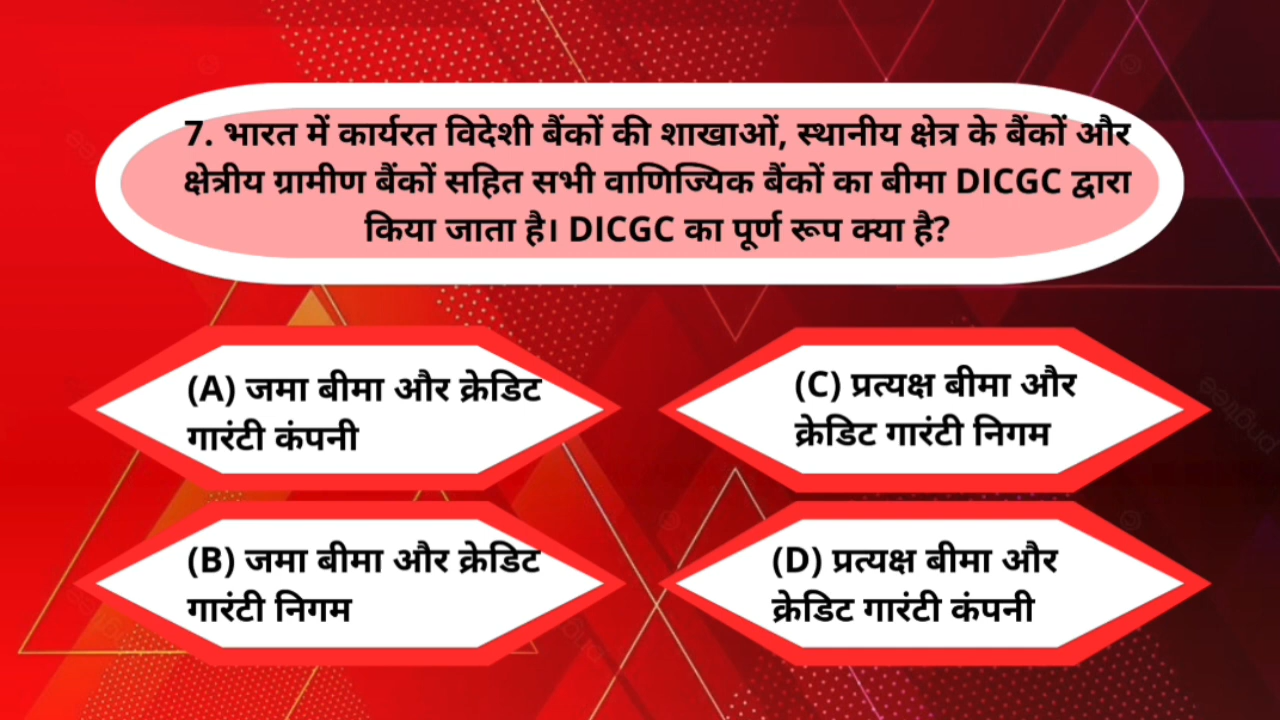 7. भारत में कार्यरत विदेशी बैंकों की शाखाओं, स्थानीय क्षेत्र के बैंकों और
क्षेत्रीय ग्रामीण बैंकों सहित सभी वाणिज्यिक बैंकों का बीमा DICGC द्वारा
किया जाता है। DICGC का पूर्ण रूप क्या है?
(A) जमा बीमा और क्रेडिट
गारंटी कंपनी
(B) जमा बीमा और क्रेडिट
गारंटी निगम
(C) प्रत्यक्ष बीमा और
क्रेडिट गारंटी निगम
(D) प्रत्यक्ष बीमा और
क्रेडिट गारंटी कंपनी